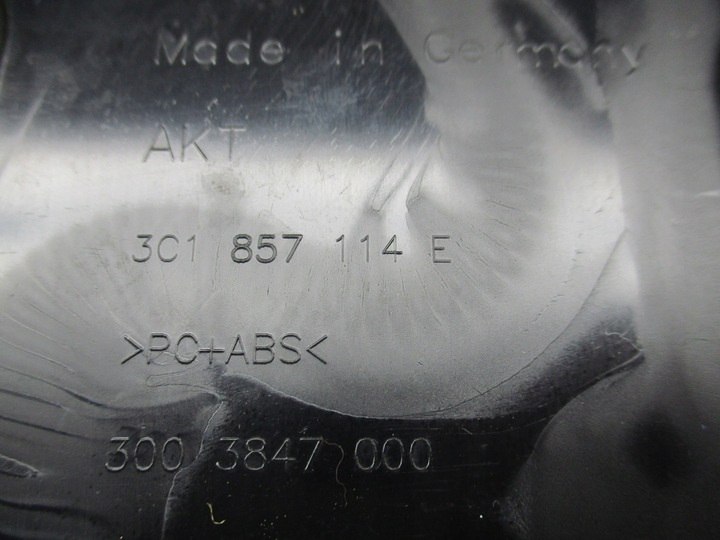 Made in Germany
AKT
3C1 857 114 E
>PC+ABS<
300 3847 000